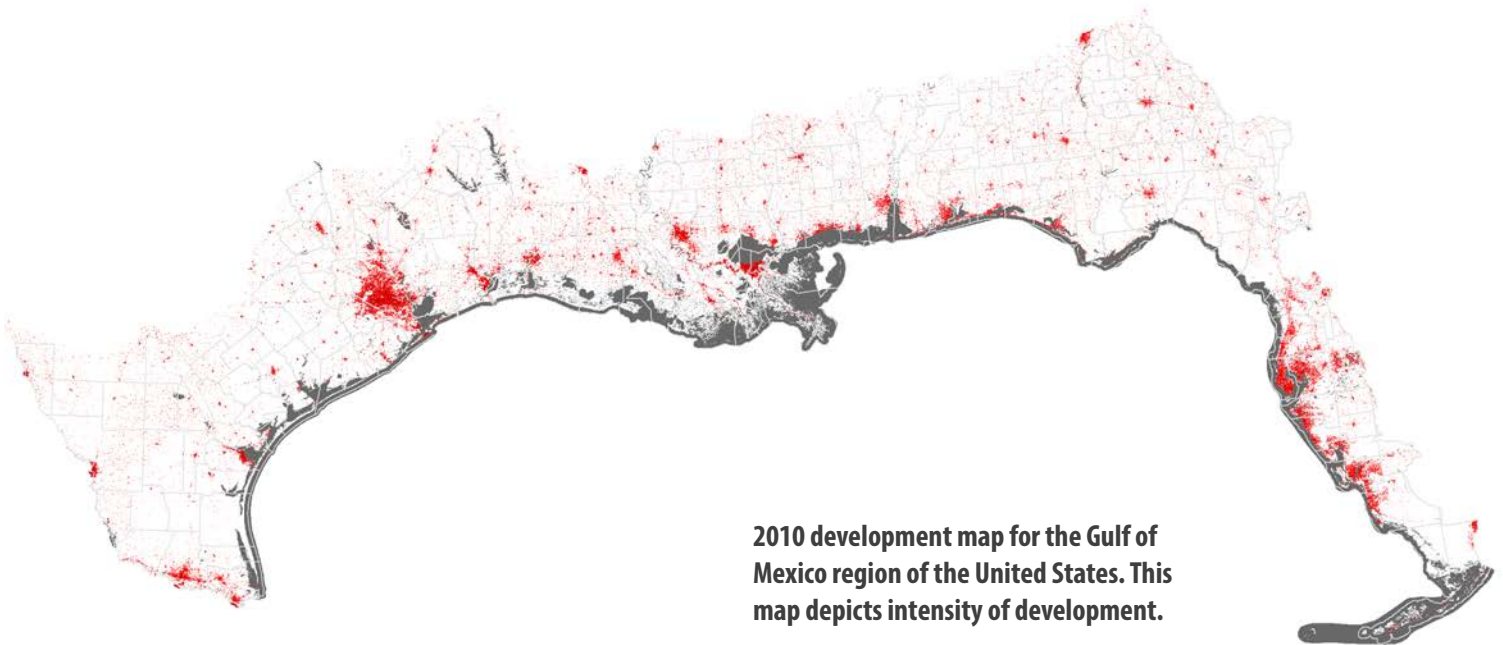 2010 development map for the Gulf of
Mexico region of the United States. This
map depicts intensity of development.